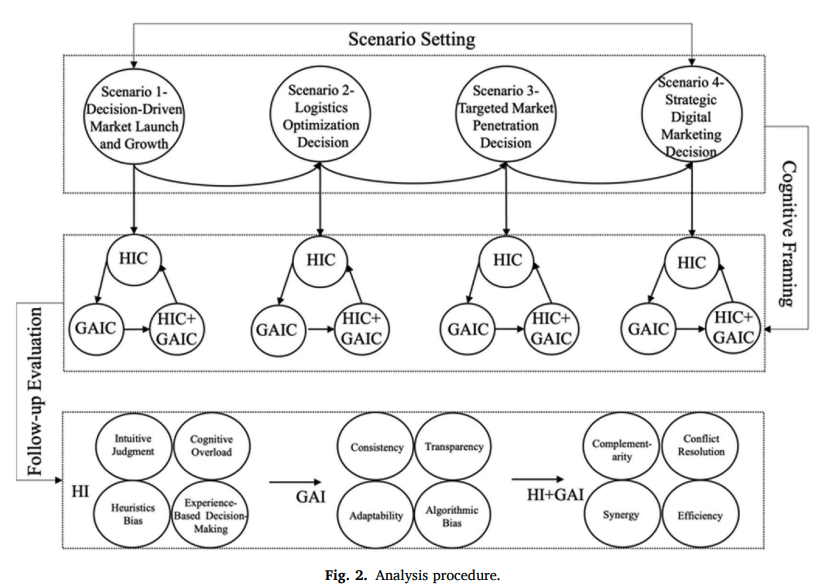 Scenario Setting
Scenario 1-
Decision-Driven
Market Launch
and Growth
Scenario 2-
Logistics
Optimization
Decision
Scenario 3-
Targeted Market
Penetration
Decision
Scenario 4-
Strategic
Digital
Marketing
Decision
Cognitive Framing
HIC
GAIC
HIC+
GAIC
HIC
GAIC
HIC+
GAIC
HIC
GAIC
HIC+
GAIC
HIC
GAIC
HIC+
GAIC
Follow-up Evaluation
HI
Intuitive
Judgment
Cognitive
Overload
Heuristics
Bias
Experience-
Based Decision-
Making
GAI
Consistency
Transparency
Adaptability
Algorithmic
Bias
HI+GAI
Complement-
arity
Conflict
Resolution
Synergy
Efficiency
Fig. 2. Analysis procedure.